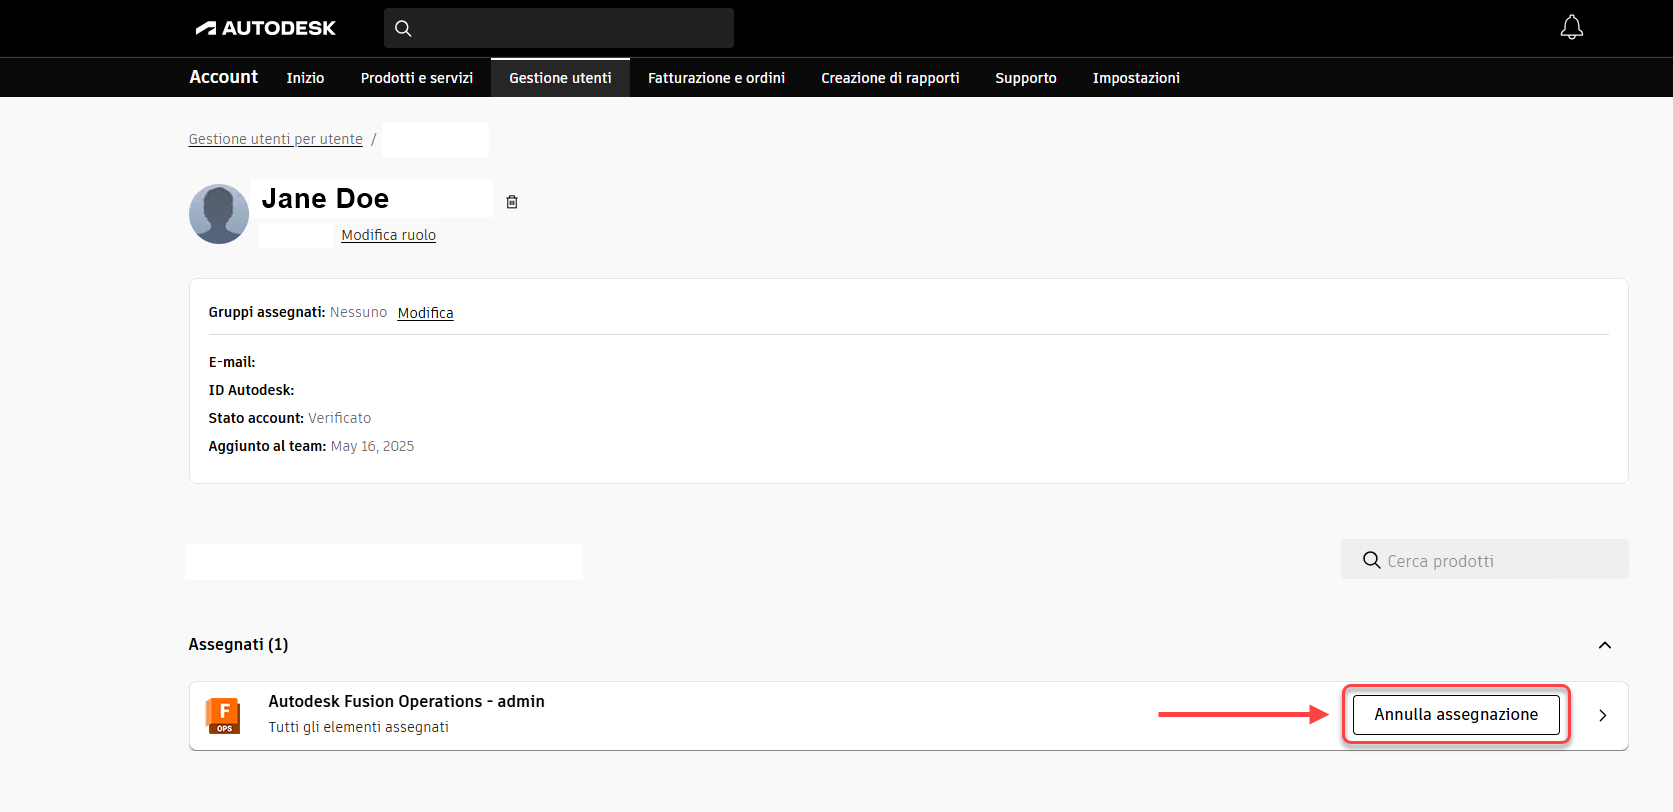 AUTODESK
Account Inizio Prodotti e servizi Gestione utenti Fatturazione e ordini Creazione di rapporti Supporto Impostazioni
Gestione utenti per utente /
Jane Doe
Modifica ruolo
Gruppi assegnati: Nessuno Modifica
E-mail:
ID Autodesk:
Stato account: Verificato
Aggiunto al team: May 16, 2025
Cerca prodotti
Assegnati (1)
F
OPS
Autodesk Fusion Operations - admin
Tutti gli elementi assegnati
Annulla assegnazione